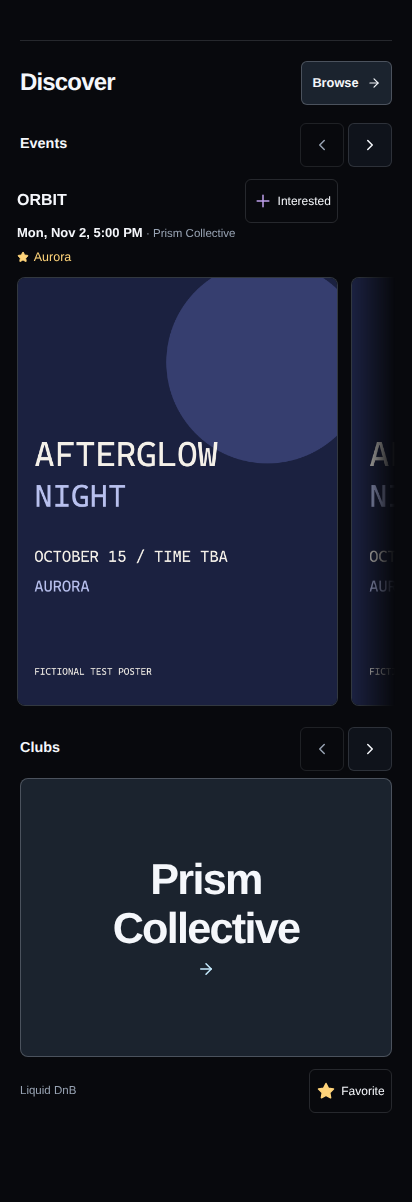 Discover
Browse
Events
ORBIT
Interested
Mon, Nov 2, 5:00 PM · Prism Collective
Aurora
AFTERGLOW
NIGHT
OCTOBER 15 / TIME TBA
AURORA
FICTIONAL TEST POSTER
Clubs
Prism
Collective
Liquid DnB
Favorite